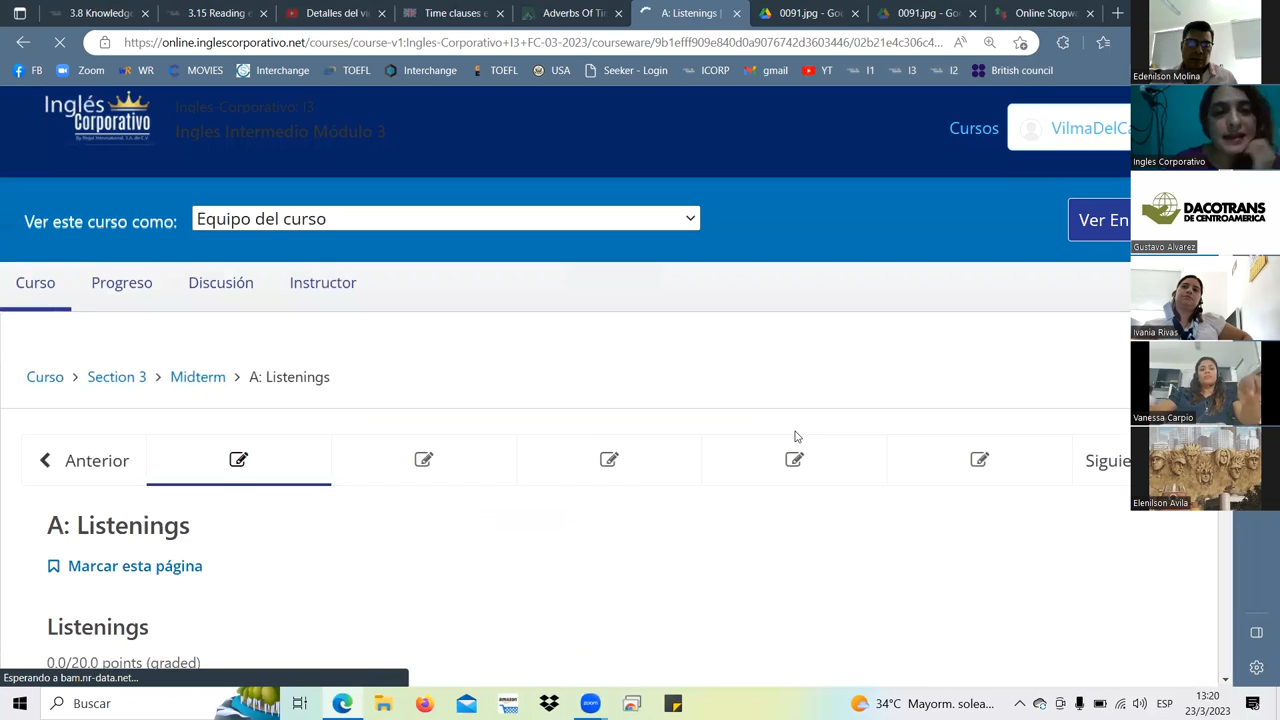 3.8 Knowledg
3.15 Reading e
Detalles del vi
Time clauses e
Adverbs Of Tin
A: Listenings |
0091.jpg - Goo
0091.jpg - Goo
Online Stopw
https://online.inglescorporativo.net/courses/course-v1:Ingles-Corporativo+I3+FC-03-2023/courseware/9b1efff909e840d0a9076742d3603446/02b21e4c306c4...
FB
Zoom
WR
MOVIES
Interchange
TOEFL
Interchange
TOEFL
USA
Seeker - Login
ICORP
gmail
YT
I1
I3
I2
British council
Inglés
Corporativo
Ingles-Corporativo: I3
Ingles Intermedio Módulo 3
Cursos
VilmaDelCa
Ver este curso como:
Equipo del curso
Ver En
Curso
Progreso
Discusión
Instructor
Curso > Section 3 > Midterm > A: Listenings
Anterior
Siguie
A: Listenings
Marcar esta página
Listenings
0.0/20.0 points (graded)
Esperando a bam.nr-data.net...
Edenilson Molina
Ingles Corporativo
DACOTRANS
DE CENTROAMERICA
Gustavo Alvarez
Ivania Rivas
Vanessa Carpio
Elenilson Avila
Buscar
34°C Mayorm. solea...
ESP
13:20
23/3/2023